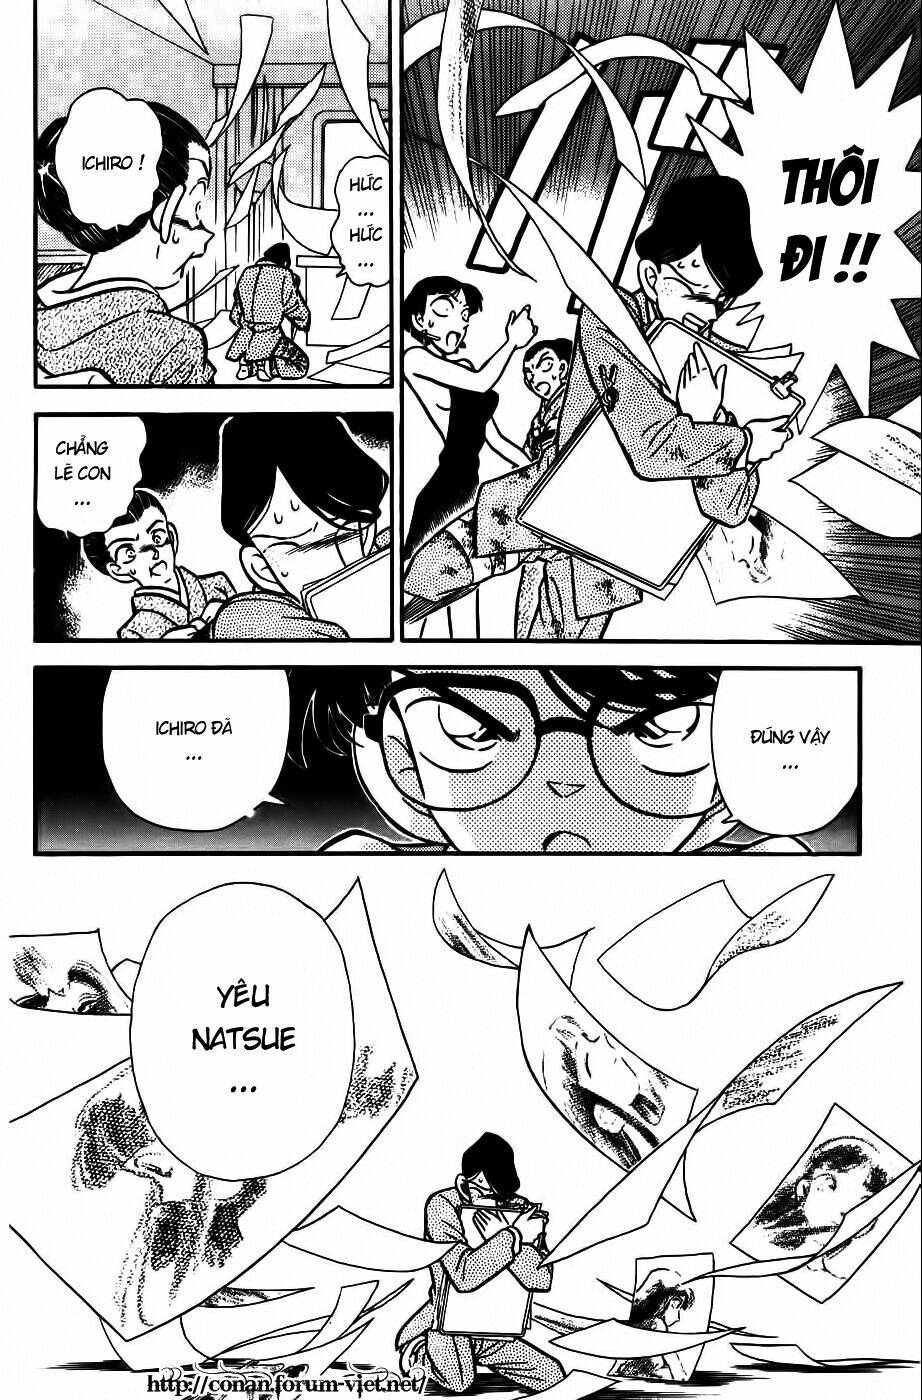 THÔI
ĐI !!
ICHIRO !
HỨC
...
HỨC
...
CHẲNG
LẼ CON
...
ĐÚNG VẬY
...
ICHIRO ĐÃ
...
YÊU
NATSUE
...
http://conan.forum-viet.net/